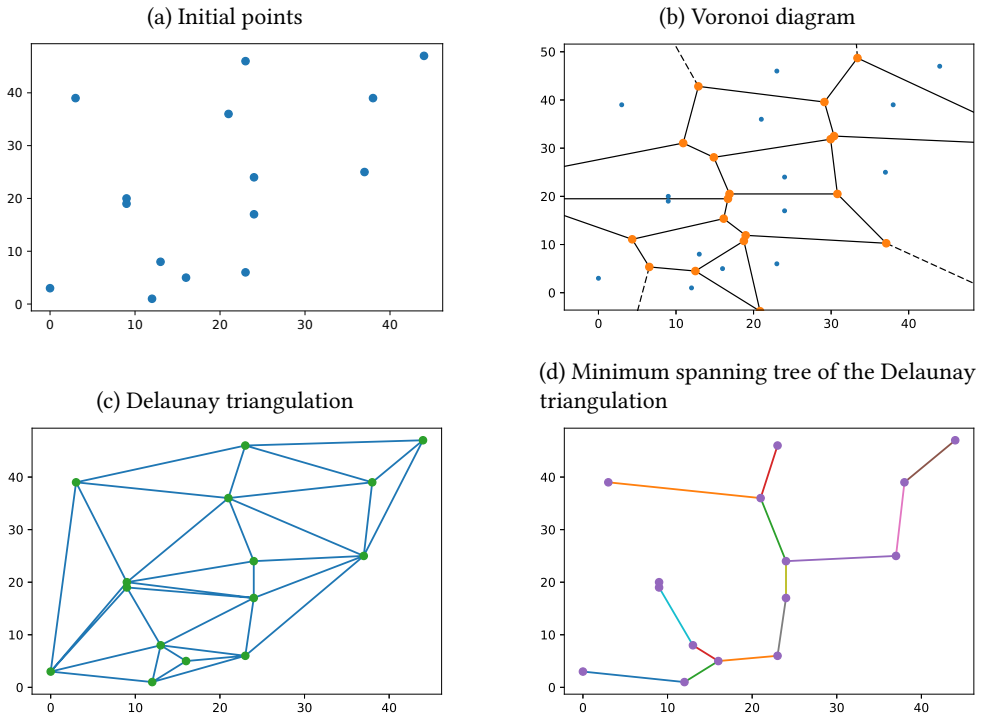 (a) Initial points
(b) Voronoi diagram
40
30
20
10
0
0 10 20 30 40
50
40
30
20
10
0
0 10 20 30 40
(c) Delaunay triangulation
(d) Minimum spanning tree of the Delaunay
triangulation
40
30
20
10
0
0 10 20 30 40
40
30
20
10
0
0 10 20 30 40